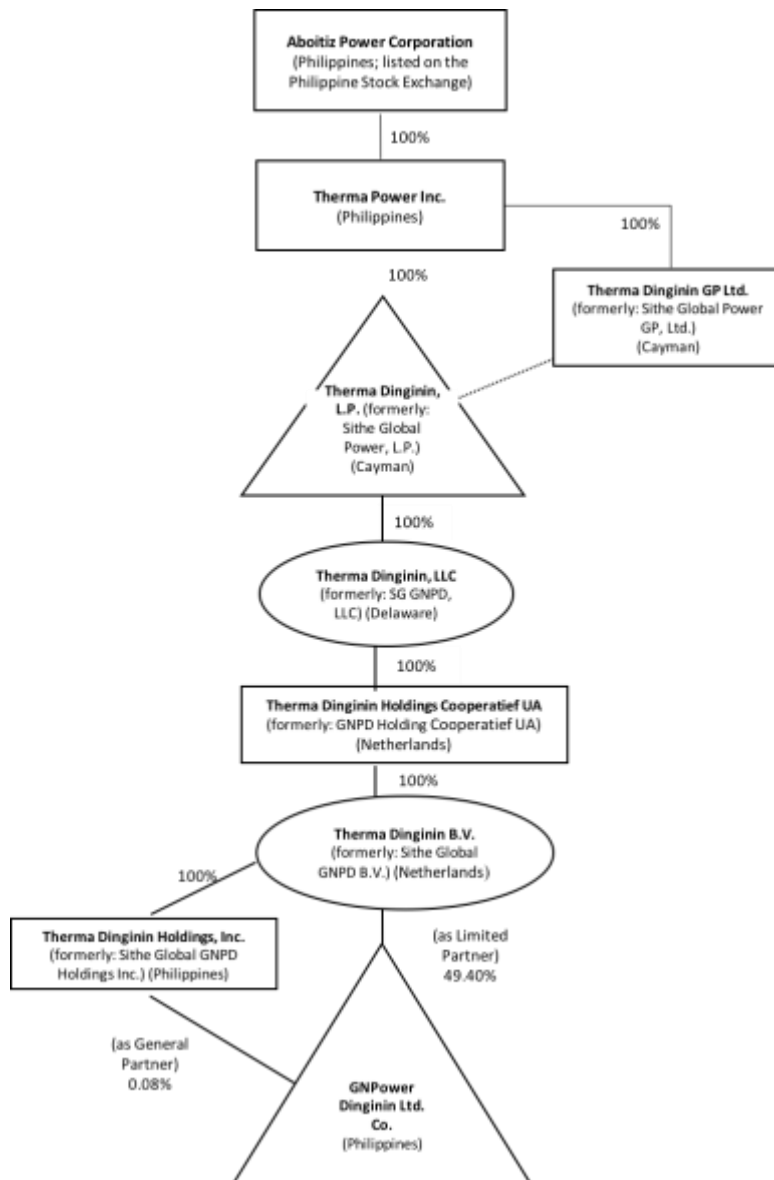 Aboitiz Power Corporation
(Philippines; listed on the
Philippine Stock Exchange)
100%
Therma Power Inc.
(Philippines)
100%
100%
Therma Dinginin GP Ltd.
(formerly: Sithe Global Power
GP, Ltd.)
(Cayman)
Therma Dinginin,
L.P. (formerly:
Sithe Global
Power, L.P.)
(Cayman)
100%
Therma Dinginin, LLC
(formerly: SG GNPD,
LLC) (Delaware)
100%
Therma Dinginin Holdings Cooperatief UA
(formerly: GNPD Holding Cooperatief UA)
(Netherlands)
100%
Therma Dinginin B.V.
(formerly: Sithe Global
GNPD B.V.) (Netherlands)
100%
Therma Dinginin Holdings, Inc.
(formerly: Sithe Global GNPD
Holdings Inc.) (Philippines)
(as Limited
Partner)
49.40%
(as General
Partner)
0.08%
GNPower
Dinginin Ltd.
Co.
(Philippines)